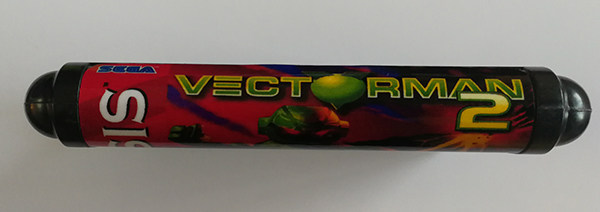 SEGA
SIS
VECTORMAN
2